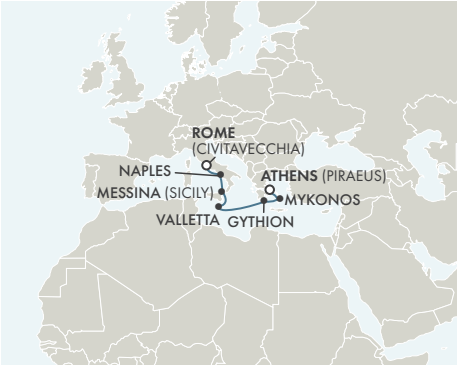 ROME
(CIVITAVECCHIA)
NAPLES
ATHENS (PIRAEUS)
MESSINA (SICILY)
MYKONOS
VALLETTA
GYTHION